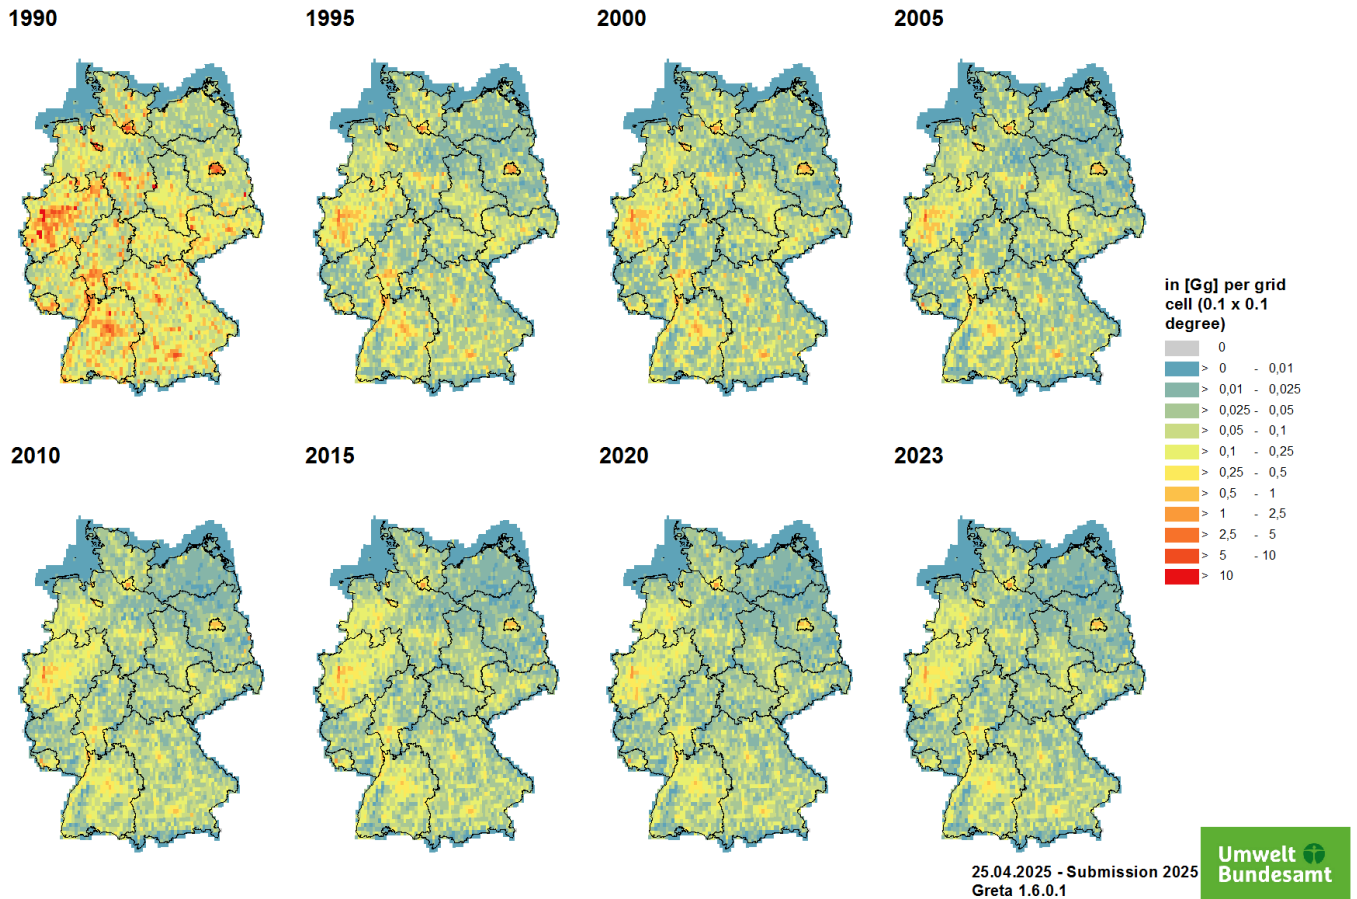 1990
1995
2000
2005
in [Gg] per grid
cell (0.1 x 0.1
degree)
0
> 0 - 0,01
> 0,01 - 0,025
> 0,025 - 0,05
> 0,05 - 0,1
> 0,1 - 0,25
> 0,25 - 0,5
> 0,5 - 1
> 1 - 2,5
> 2,5 - 5
> 5 - 10
> 10
2010
2015
2020
2023
25.04.2025 - Submission 2025
Greta 1.6.0.1
Umwelt
Bundesamt